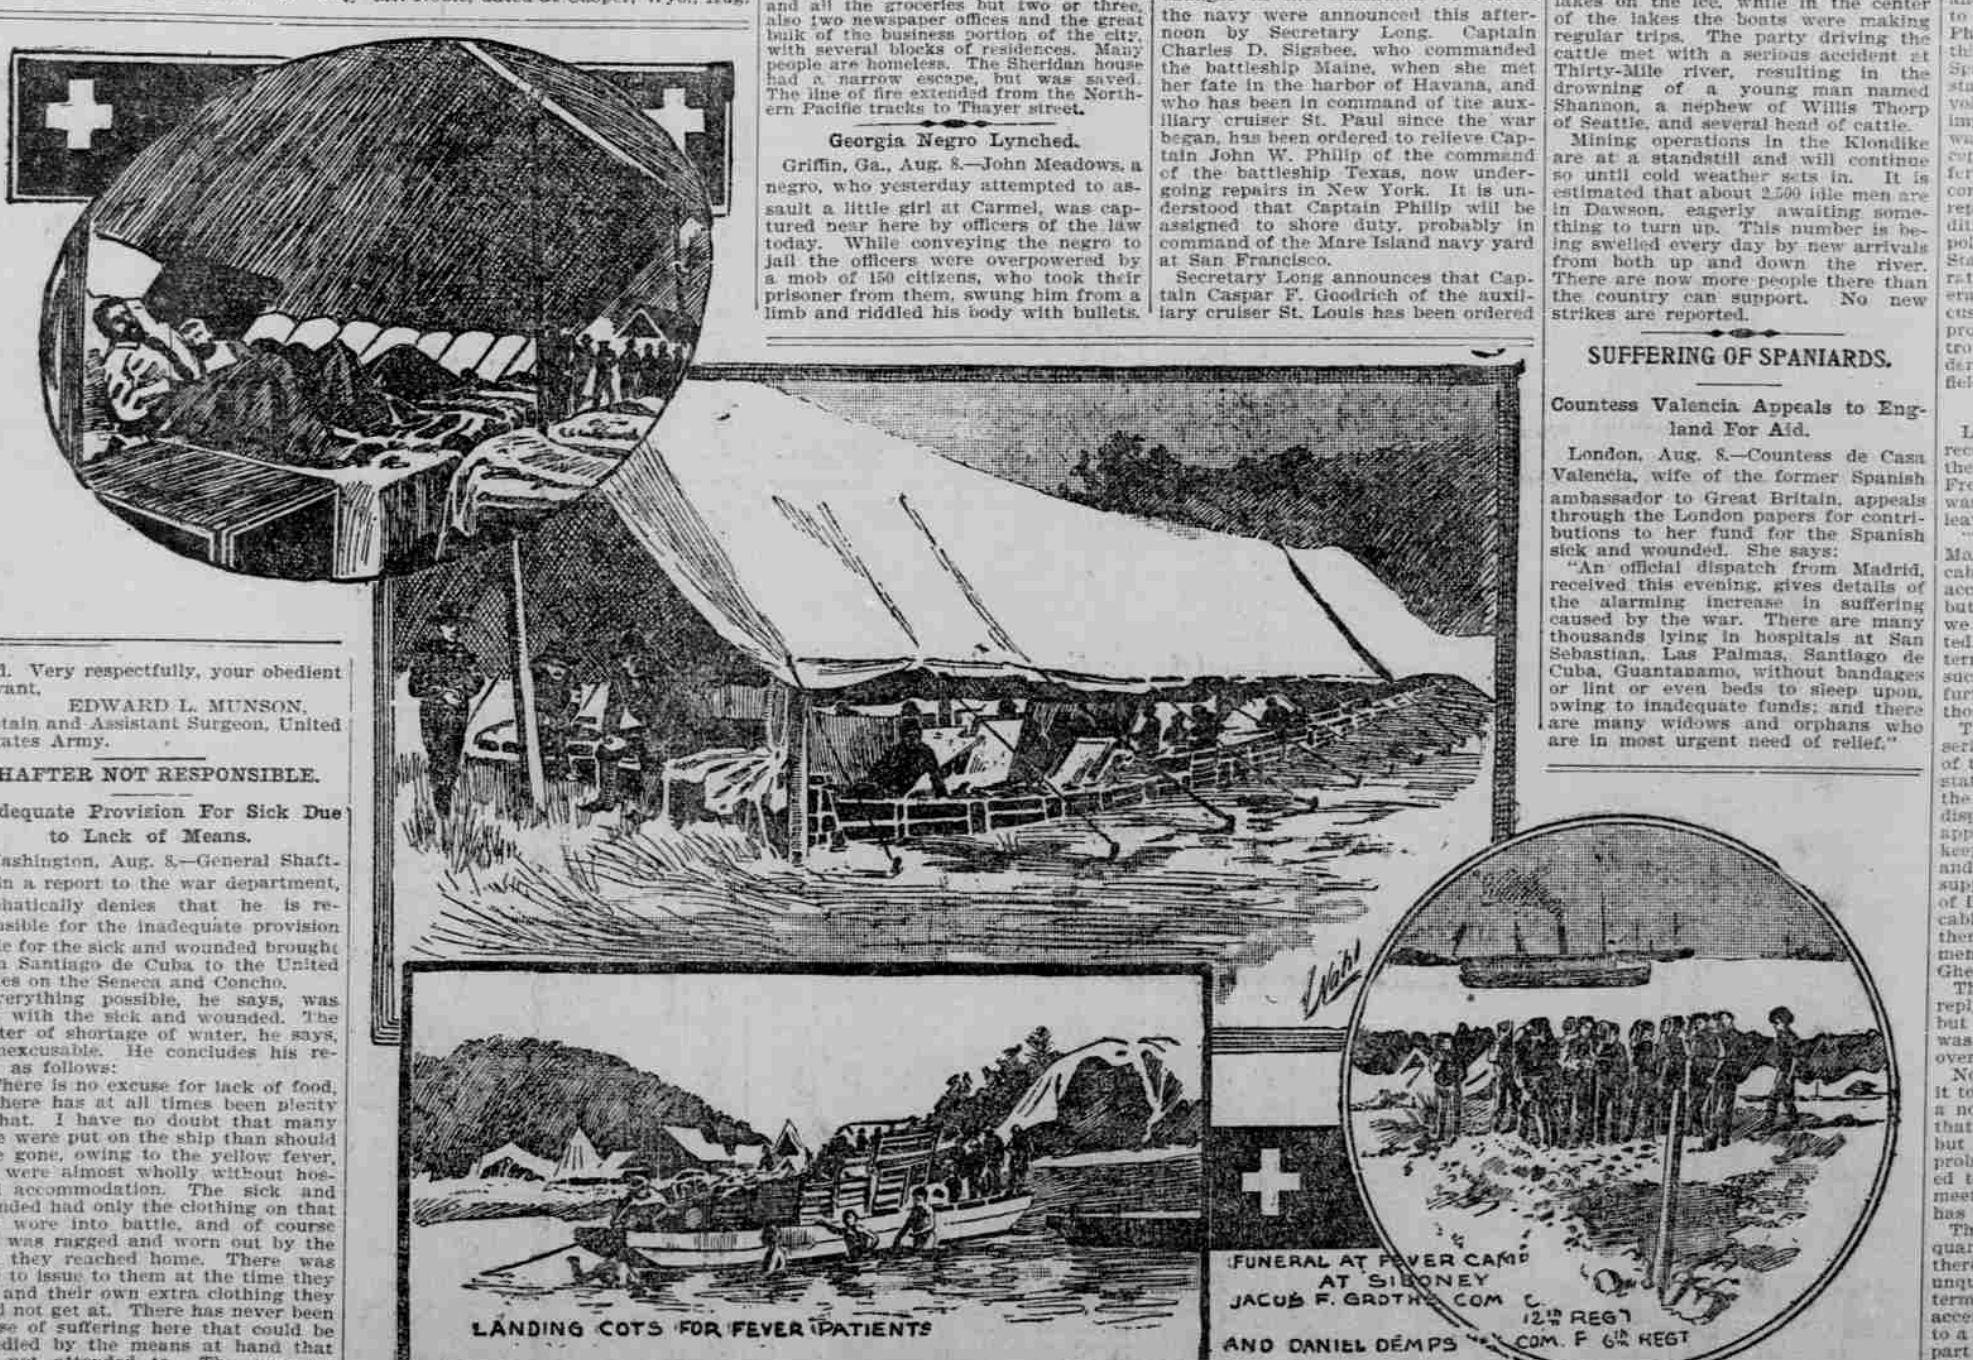 and all the groceries but two or three,
also two newspaper offices and the great
bulk of the business portion of the city,
with several blocks of residences. Many
people are homeless. The Sheridan house
had a narrow escape, but was saved.
The line of fire extended from the North-
ern Pacific tracks to Thayer street.
Georgia Negro Lynched.
Griffin, Ga., Aug. 8.—John Meadows, a
negro, who yesterday attempted to as-
sault a little girl at Carmel, was cap-
tured near here by officers of the law
today. While conveying the negro to
jail the officers were overpowered by
a mob of 150 citizens, who took their
prisoner from them, swung him from a
limb and riddled his body with bullets.
the navy were announced this after-
noon by Secretary Long. Captain
Charles D. Sigsbee, who commanded
the battleship Maine, when she met
her fate in the harbor of Havana, and
who has been in command of the aux-
iliary cruiser St. Paul since the war
began, has been ordered to relieve Cap-
tain John W. Philip of the command
of the battleship Texas, now under-
going repairs in New York. It is un-
derstood that Captain Philip will be
assigned to shore duty, probably in
command of the Mare Island navy yard
at San Francisco.
Secretary Long announces that Cap-
tain Caspar F. Goodrich of the auxil-
iary cruiser St. Louis has been ordered
lakes on the ice, while in the center
of the lakes the boats were making
regular trips. The party driving the
cattle met with a serious accident at
Thirty-Mile river, resulting in the
drowning of a young man named
Shannon, a nephew of Willis Thorp
of Seattle, and several head of cattle.
Mining operations in the Klondike
are at a standstill and will continue
so until cold weather sets in. It is
estimated that about 2,500 idle men are
in Dawson, eagerly awaiting some-
thing to turn up. This number is be-
ing swelled every day by new arrivals
from both up and down the river.
There are now more people there than
the country can support. No new
strikes are reported.
SUFFERING OF SPANIARDS.
Countess Valencia Appeals to Eng-
land For Aid.
London, Aug. 8.—Countess de Casa
Valencia, wife of the former Spanish
ambassador to Great Britain, appeals
through the London papers for contri-
butions to her fund for the Spanish
sick and wounded. She says:
"An official dispatch from Madrid,
received this evening, gives details of
the alarming increase in suffering
caused by the war. There are many
thousands lying in hospitals at San
Sebastian, Las Palmas, Santiago de
Cuba, Guantanamo, without bandages
or lint or even beds to sleep upon,
owing to inadequate funds; and there
are many widows and orphans who
are in most urgent need of relief."
d. Very respectfully, your obedient
vant,
EDWARD L. MUNSON,
tain and Assistant Surgeon, United
tates Army.
HAFTER NOT RESPONSIBLE.
dequate Provision For Sick Due
to Lack of Means.
ashington, Aug. 8.—General Shaft-
in a report to the war department,
hatically denies that he is re-
nsible for the inadequate provision
e for the sick and wounded brought
n Santiago de Cuba to the United
es on the Seneca and Concho.
verything possible, he says, was
with the sick and wounded. The
ter of shortage of water, he says,
nexcusable. He concludes his re-
as follows:
here is no excuse for lack of food,
here has at all times been plenty
hat. I have no doubt that many
e were put on the ship than should
e gone, owing to the yellow fever,
were almost wholly without hos-
accommodation. The sick and
nded had only the clothing on that
wore into battle, and of course
was ragged and worn out by the
they reached home. There was
to issue to them at the time they
and their own extra clothing they
d not get at. There has never been
se of suffering here that could be
died by the means at hand that
Wahl
LANDING COTS FOR FEVER PATIENTS
FUNERAL AT FEVER CAMP
AT SIBONEY
JACOB F. GROTHS COM C.
12TH REGT
AND DANIEL DEMPS COM. F 6TH REGT